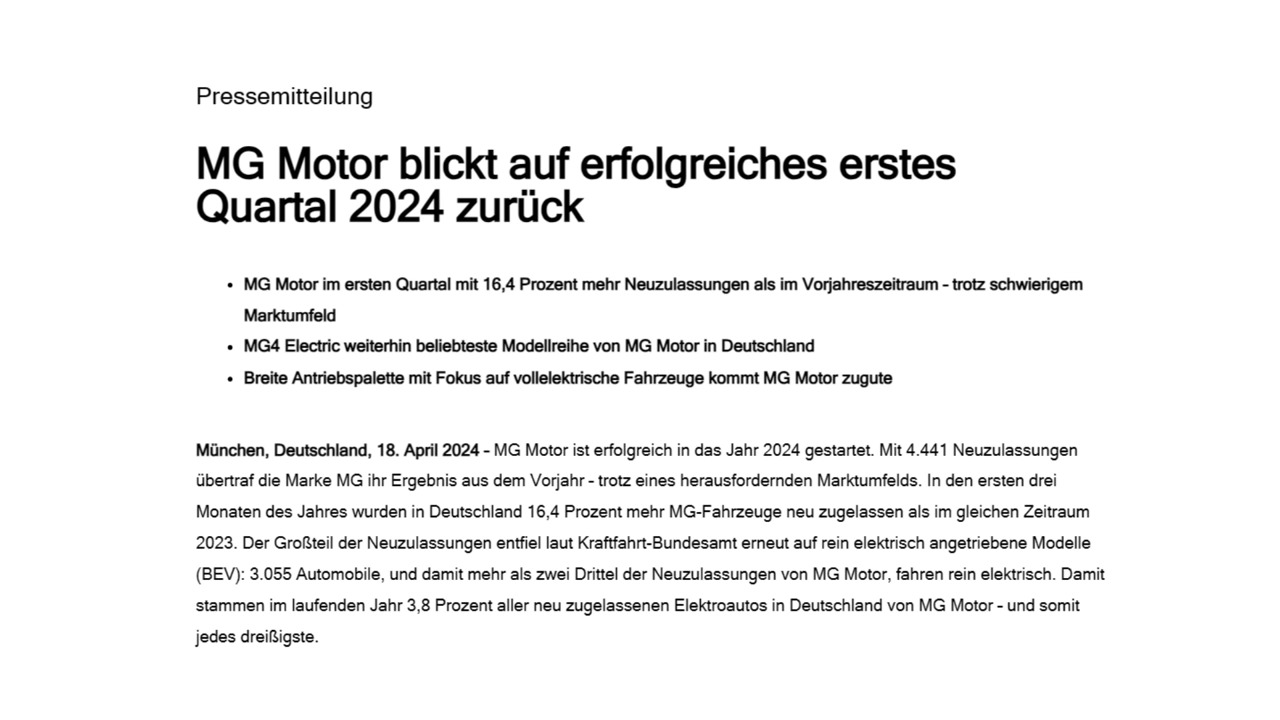 Pressemitteilung
MG Motor blickt auf erfolgreiches erstes
Quartal 2024 zurück
• MG Motor im ersten Quartal mit 16,4 Prozent mehr Neuzulassungen als im Vorjahreszeitraum – trotz schwierigem
Marktumfeld
• MG4 Electric weiterhin beliebteste Modellreihe von MG Motor in Deutschland
• Breite Antriebspalette mit Fokus auf vollelektrische Fahrzeuge kommt MG Motor zugute
München, Deutschland, 18. April 2024 – MG Motor ist erfolgreich in das Jahr 2024 gestartet. Mit 4.441 Neuzulassungen
übertraf die Marke MG ihr Ergebnis aus dem Vorjahr – trotz eines herausfordernden Marktumfelds. In den ersten drei
Monaten des Jahres wurden in Deutschland 16,4 Prozent mehr MG-Fahrzeuge neu zugelassen als im gleichen Zeitraum
2023. Der Großteil der Neuzulassungen entfiel laut Kraftfahrt-Bundesamt erneut auf rein elektrisch angetriebene Modelle
(BEV): 3.055 Automobile, und damit mehr als zwei Drittel der Neuzulassungen von MG Motor, fahren rein elektrisch. Damit
stammen im laufenden Jahr 3,8 Prozent aller neu zugelassenen Elektroautos in Deutschland von MG Motor – und somit
jedes dreißigste.